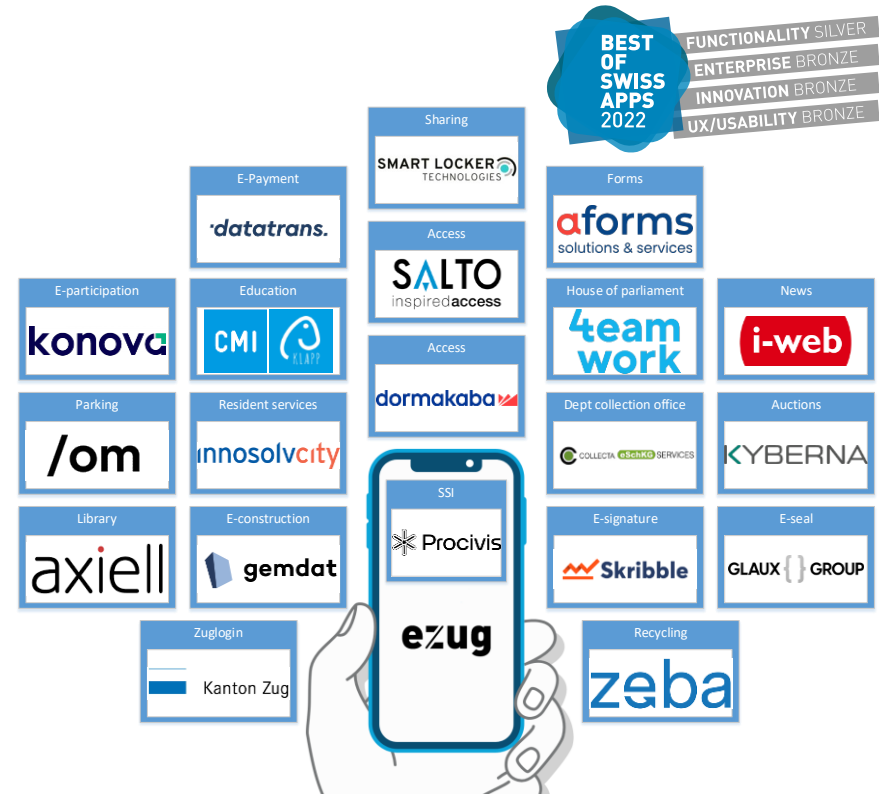 BEST
OF
SWISS
APPS
2022
FUNCTIONALITY SILVER
ENTERPRISE BRONZE
INNOVATION BRONZE
UX/USABILITY BRONZE
Sharing
SMART LOCKER
TECHNOLOGIES
E-Payment
datatrans.
Forms
aforms
solutions & services
Access
SALTO
inspiredaccess
E-participation
konova
Education
CMI
KLAPP
House of parliament
4team
work
News
i-web
Access
dormakaba
Parking
/om
Resident services
innosolvcity
Dept collection office
COLLECTA eSchKG SERVICES
Auctions
KYBERNA
SSI
Procivis
Library
axiell
E-construction
gemdat
E-signature
Skribble
E-seal
GLAUX {} GROUP
ezug
Zuglogin
Kanton Zug
Recycling
zeba